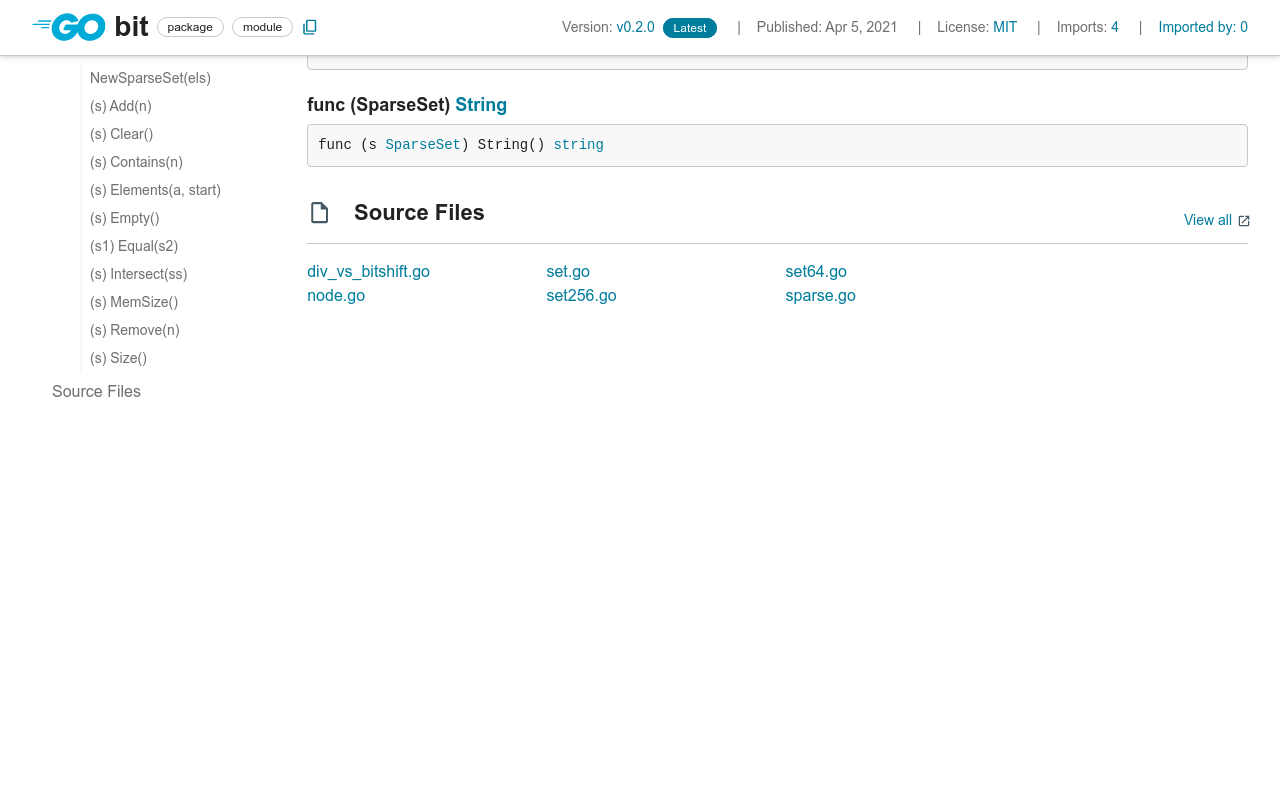 GO bit package module Version: v0.2.0 Latest | Published: Apr 5, 2021 | License: MIT | Imports: 4 | Imported by: 0
NewSparseSet(els)
(s) Add(n)
(s) Clear()
(s) Contains(n)
(s) Elements(a, start)
(s) Empty()
(s1) Equal(s2)
(s) Intersect(ss)
(s) MemSize()
(s) Remove(n)
(s) Size()
Source Files
func (SparseSet) String
func (s SparseSet) String() string
Source Files
View all
div_vs_bitshift.go set.go set64.go
node.go set256.go sparse.go